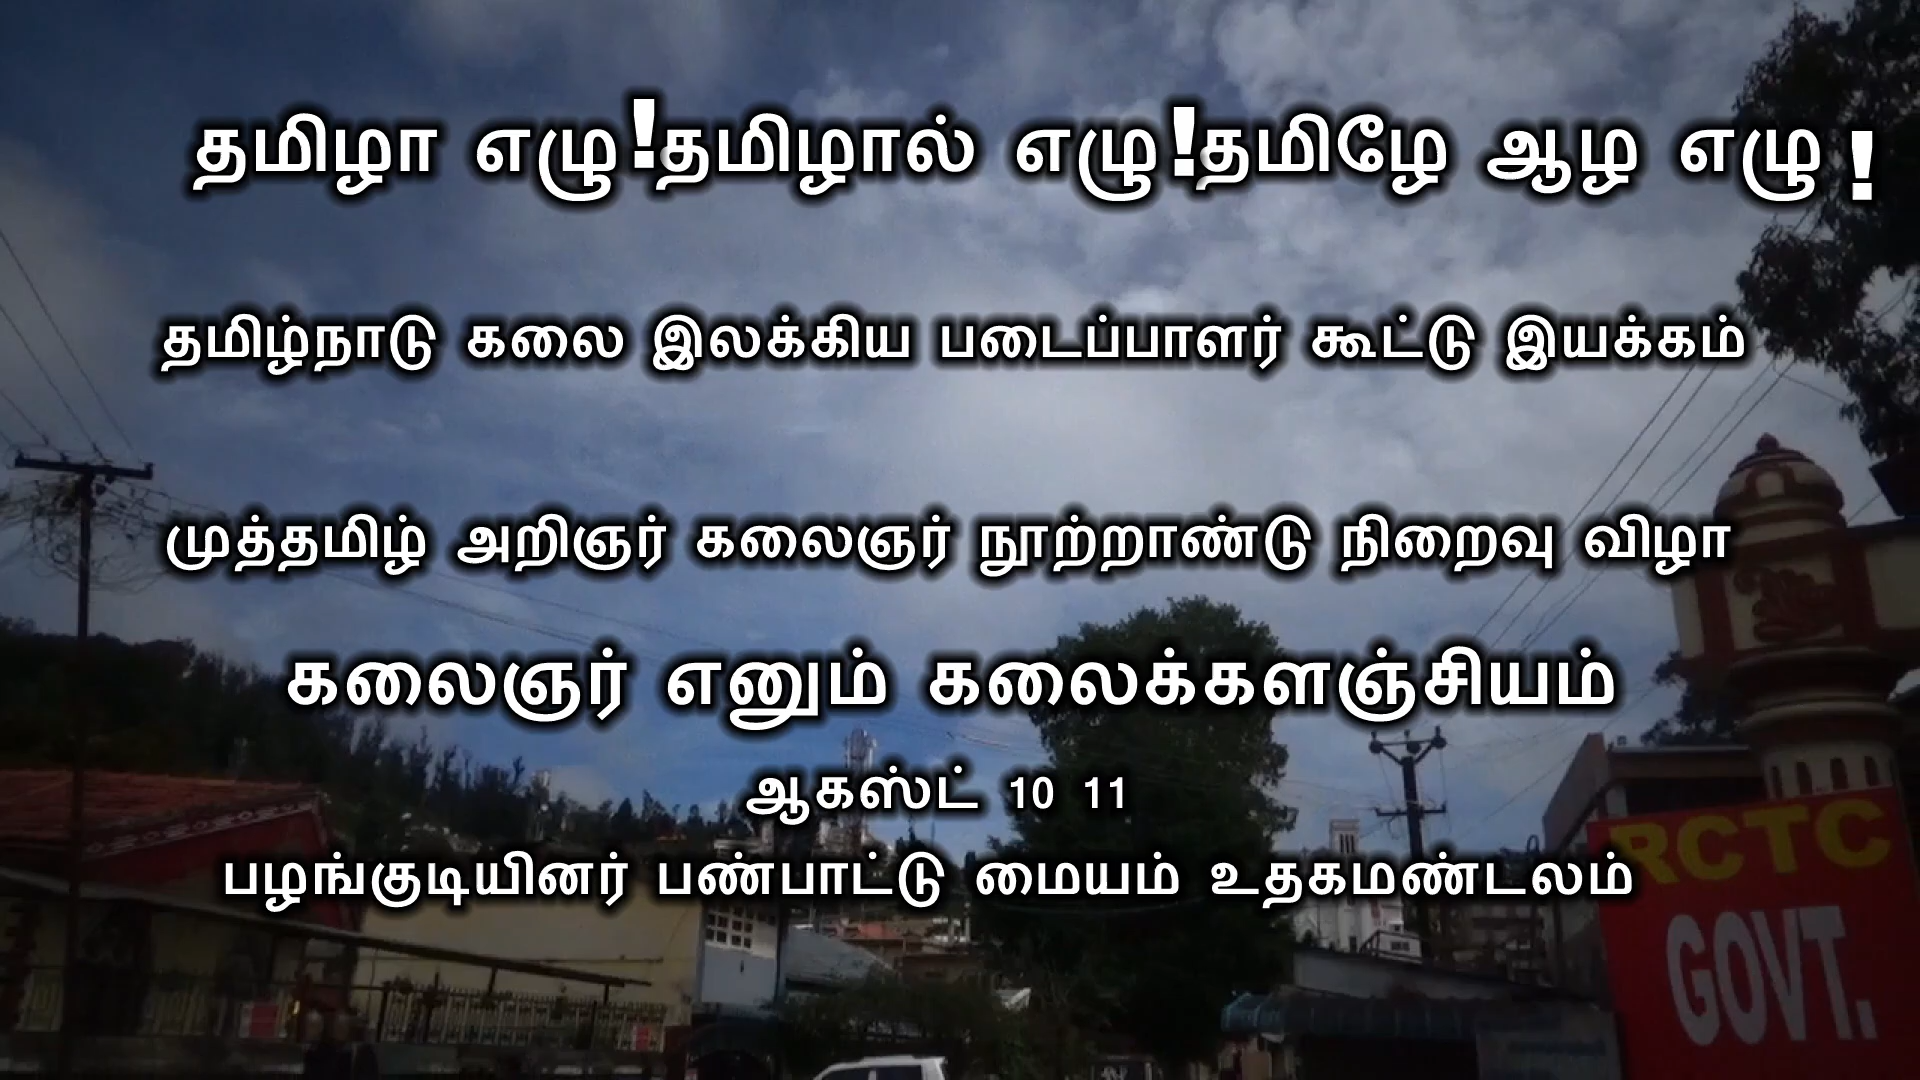 தமிழா எழு!தமிழால் எழு!தமிழே ஆழ எழு!
தமிழ்நாடு கலை இலக்கிய படைப்பாளர் கூட்டு இயக்கம்
முத்தமிழ் அறிஞர் கலைஞர் நூற்றாண்டு நிறைவு விழா
கலைஞர் எனும் கலைக்களஞ்சியம்
ஆகஸ்ட் 10 11
பழங்குடியினர் பண்பாட்டு மையம் உதகமண்டலம்
RCTC
GOVT.